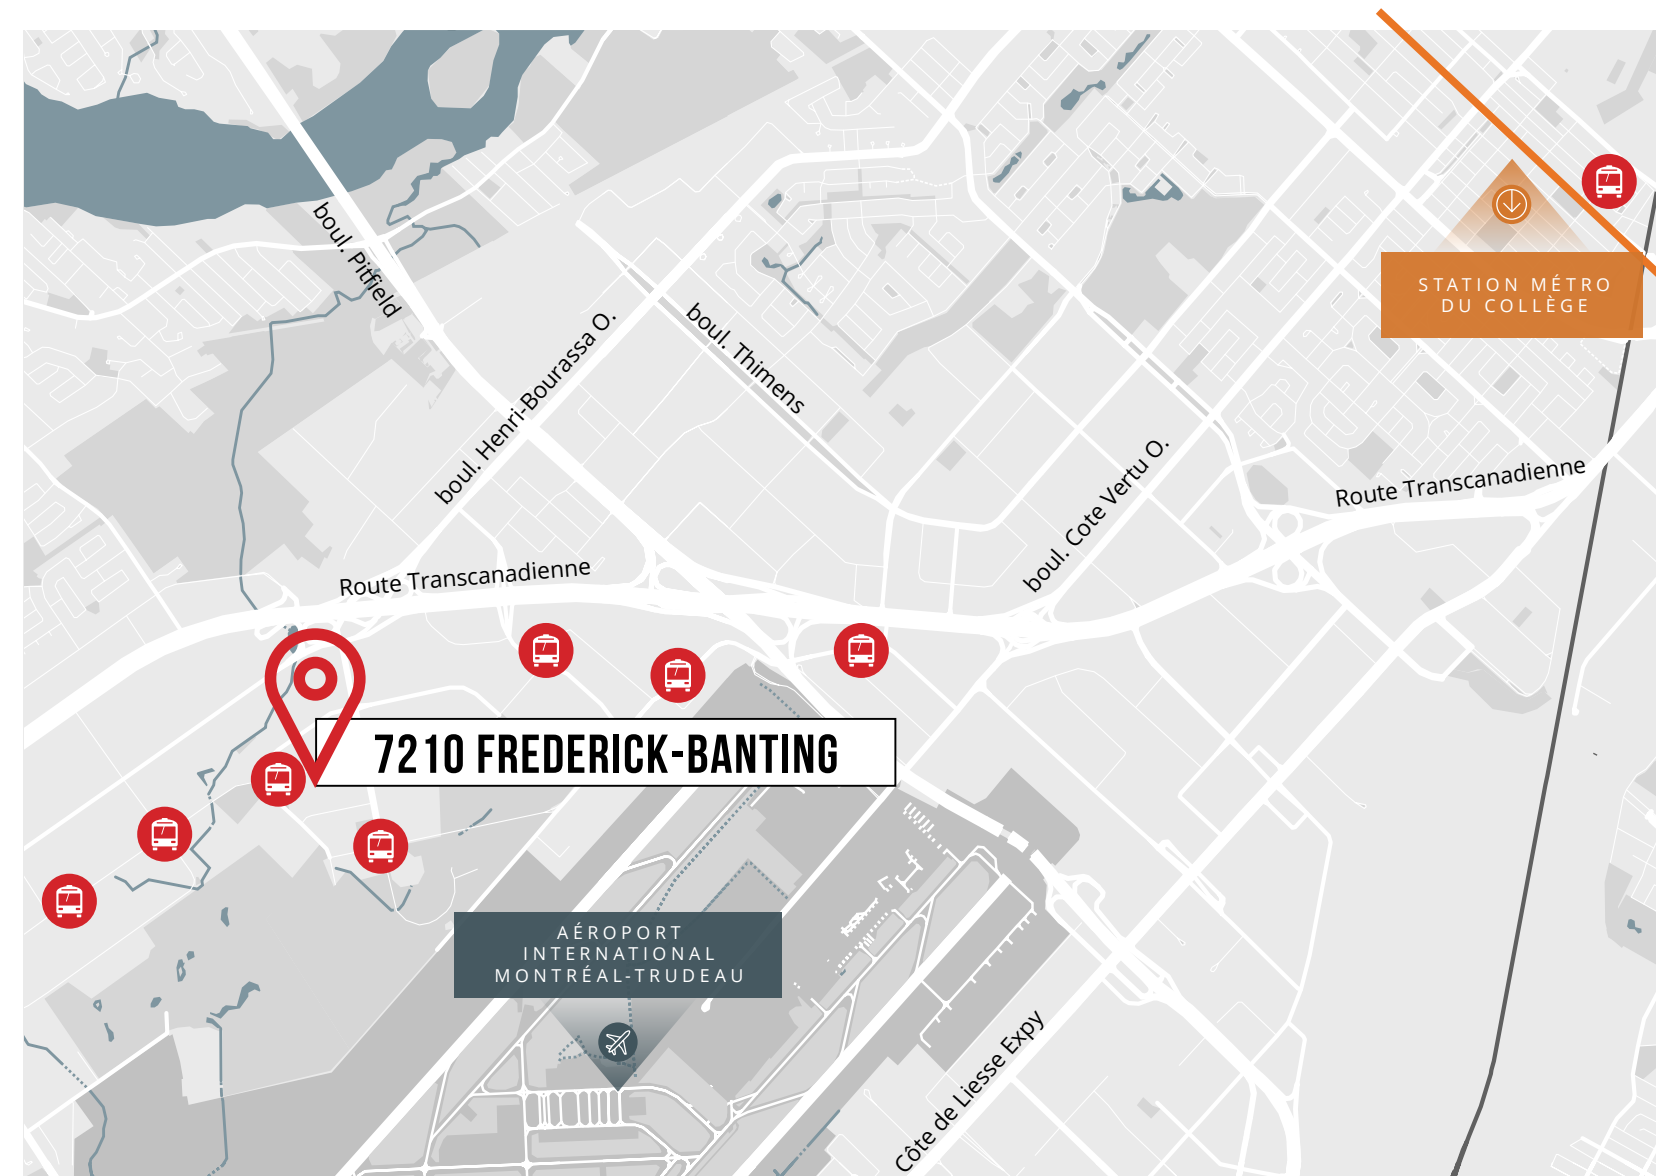 boul. Pitfield
STATION MÉTRO
DU COLLÈGE
boul. Henri-Bourassa O.
boul. Thimens
boul. Cote Vertu O.
Route Transcanadienne
Route Transcanadienne
7210 FREDERICK-BANTING
AÉROPORT
INTERNATIONAL
MONTRÉAL-TRUDEAU
Côte de Liesse Expy